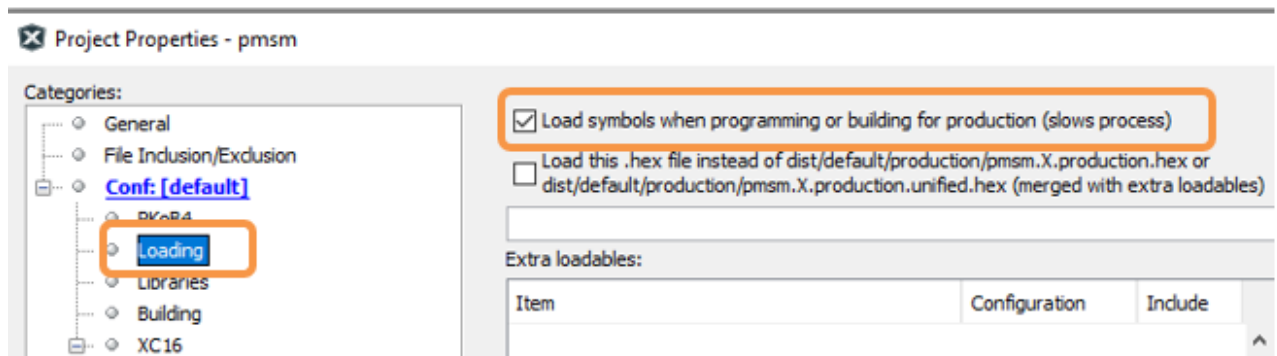 Project Properties - pmsm
Categories:
General
File Inclusion/Exclusion
Conf: [default]
PKoB4
Loading
Libraries
Building
XC16
Load symbols when programming or building for production (slows process)
Load this .hex file instead of dist/default/production/pmsm.X.production.hex or
dist/default/production/pmsm.X.production.unified.hex (merged with extra loadables)
Extra loadables:
Item Configuration Include